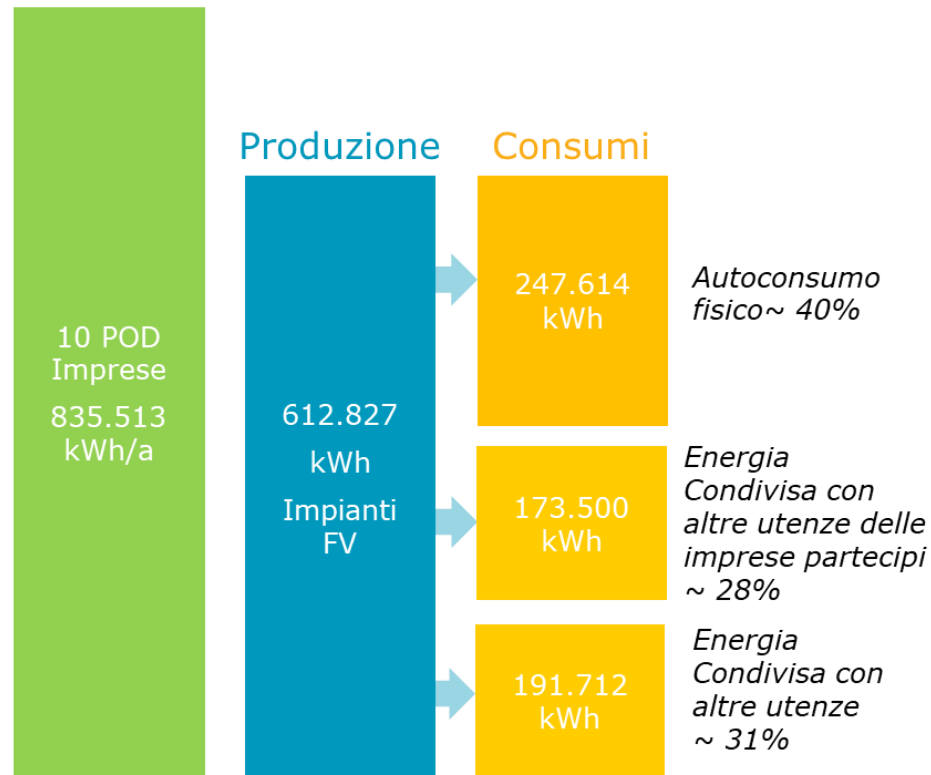 10 POD
Imprese
835.513
kWh/a
Produzione
612.827
kWh
Impianti
FV
Consumi
247.614
kWh
Autoconsumo
fisico~ 40%
173.500
kWh
Energia
Condivisa con
altre utenze delle
imprese partecipi
~ 28%
191.712
kWh
Energia
Condivisa con
altre utenze
~ 31%